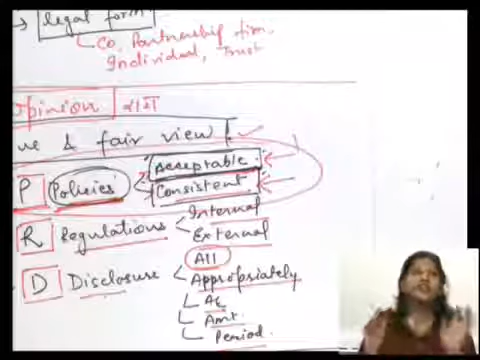 → legal form
Co, Partnership firm,
Individual, Trust
Opinion राय
ue & fair view
P Policies Acceptable
Consistent
R Regulations Internal
External
D Disclosure All
Appropriately
Ac
Amt.
Period